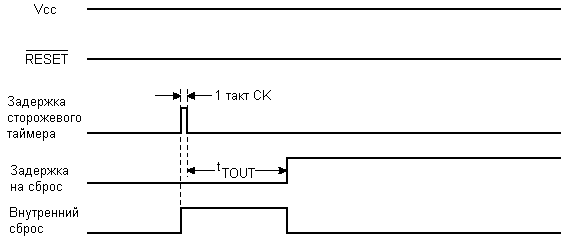 Vcc
RESET
1 такт CK
Задержка
сторожевого
таймера
tTOUT
Задержка
на сброс
Внутренний
сброс